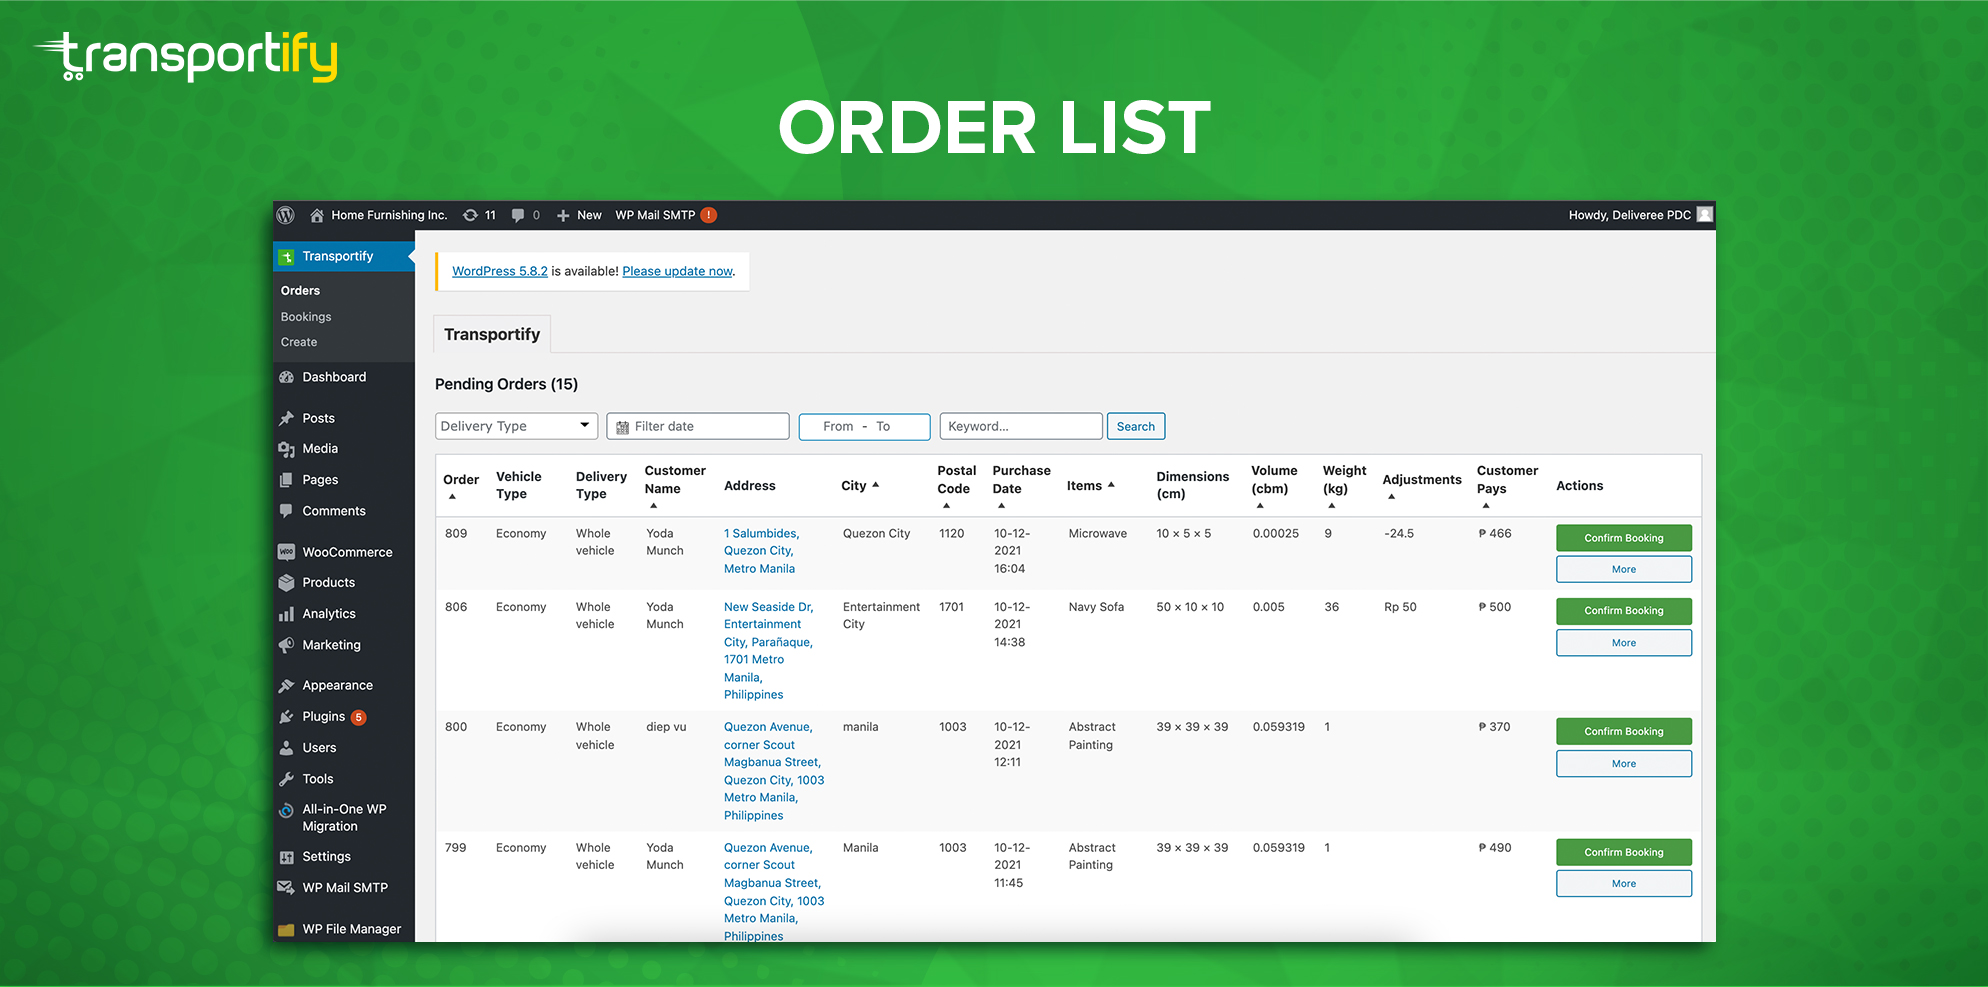 transportify
ORDER LIST
Home Furnishing Inc. 11 0 New WP Mail SMTP ! Howdy, Deliveree PDC
Transportify
Orders
Bookings
Create
Dashboard
Posts
Media
Pages
Comments
WooCommerce
Products
Analytics
Marketing
Appearance
Plugins 5
Users
Tools
All-in-One WP
Migration
Settings
WP Mail SMTP
WP File Manager
WordPress 5.8.2 is available! Please update now.
Transportify
Pending Orders (15)
Delivery Type Filter date From - To Keyword... Search
Order Vehicle Type Delivery Type Customer Name Address City Postal Code Purchase Date Items Dimensions (cm) Volume (cbm) Weight (kg) Adjustments Customer Pays Actions
809 Economy Whole Yoda 1 Salumbides, Quezon City 1120 10-12- Microwave 10 × 5 × 5 0.00025 9 -24.5 ₱ 466 Confirm Booking
vehicle Munch Quezon City, 2021
Metro Manila 16:04 More
806 Economy Whole Yoda New Seaside Dr, Entertainment 1701 10-12- Navy Sofa 50 × 10 × 10 0.005 36 Rp 50 ₱ 500 Confirm Booking
vehicle Munch Entertainment City 2021
City, Parañaque, 14:38 More
1701 Metro
Manila,
Philippines
800 Economy Whole diep vu Quezon Avenue, manila 1003 10-12- Abstract 39 × 39 × 39 0.059319 1 ₱ 370 Confirm Booking
vehicle corner Scout 2021 Painting
Magbanua Street, 12:11 More
Quezon City, 1003
Metro Manila,
Philippines
799 Economy Whole Yoda Quezon Avenue, Manila 1003 10-12- Abstract 39 × 39 × 39 0.059319 1 ₱ 490 Confirm Booking
vehicle Munch corner Scout 2021 Painting
Magbanua Street, 11:45 More
Quezon City, 1003
Metro Manila,
Philippines